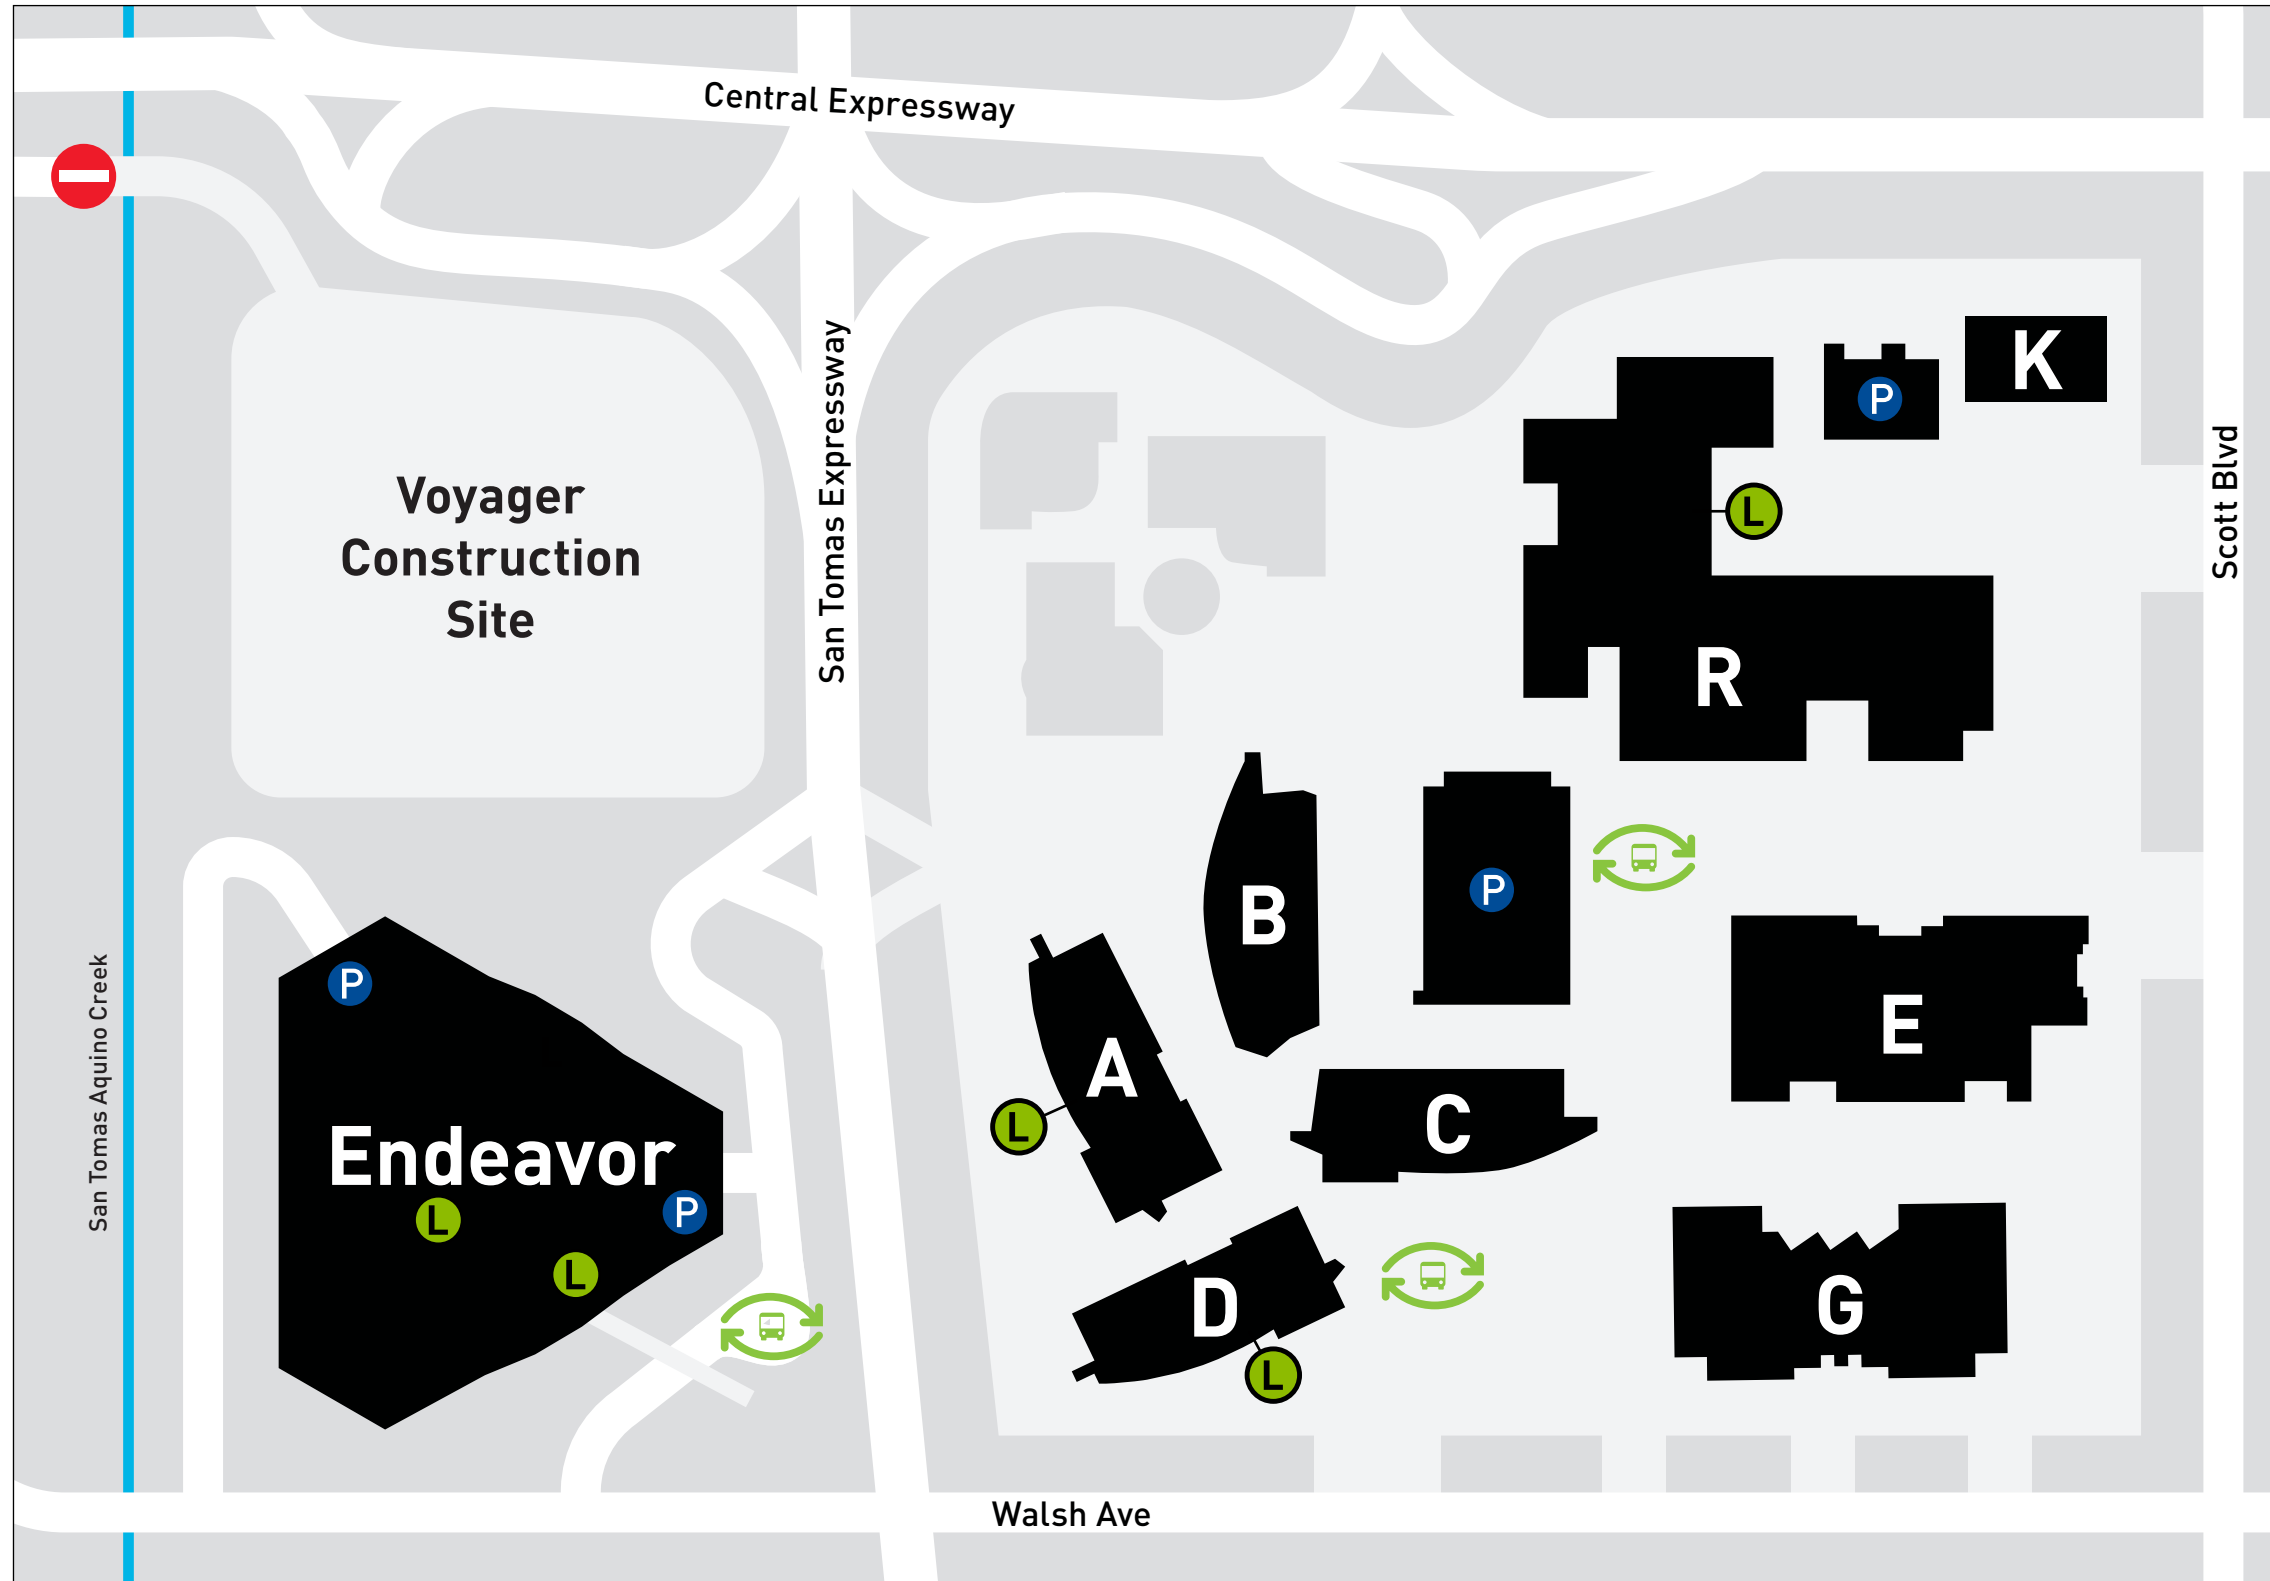 Central Expressway
San Tomas Expressway
Scott Blvd
K
P
L
Voyager
Construction
Site
R
B
P
P
A
E
C
L
Endeavor
L
P
L
D
G
L
San Tomas Aquino Creek
Walsh Ave